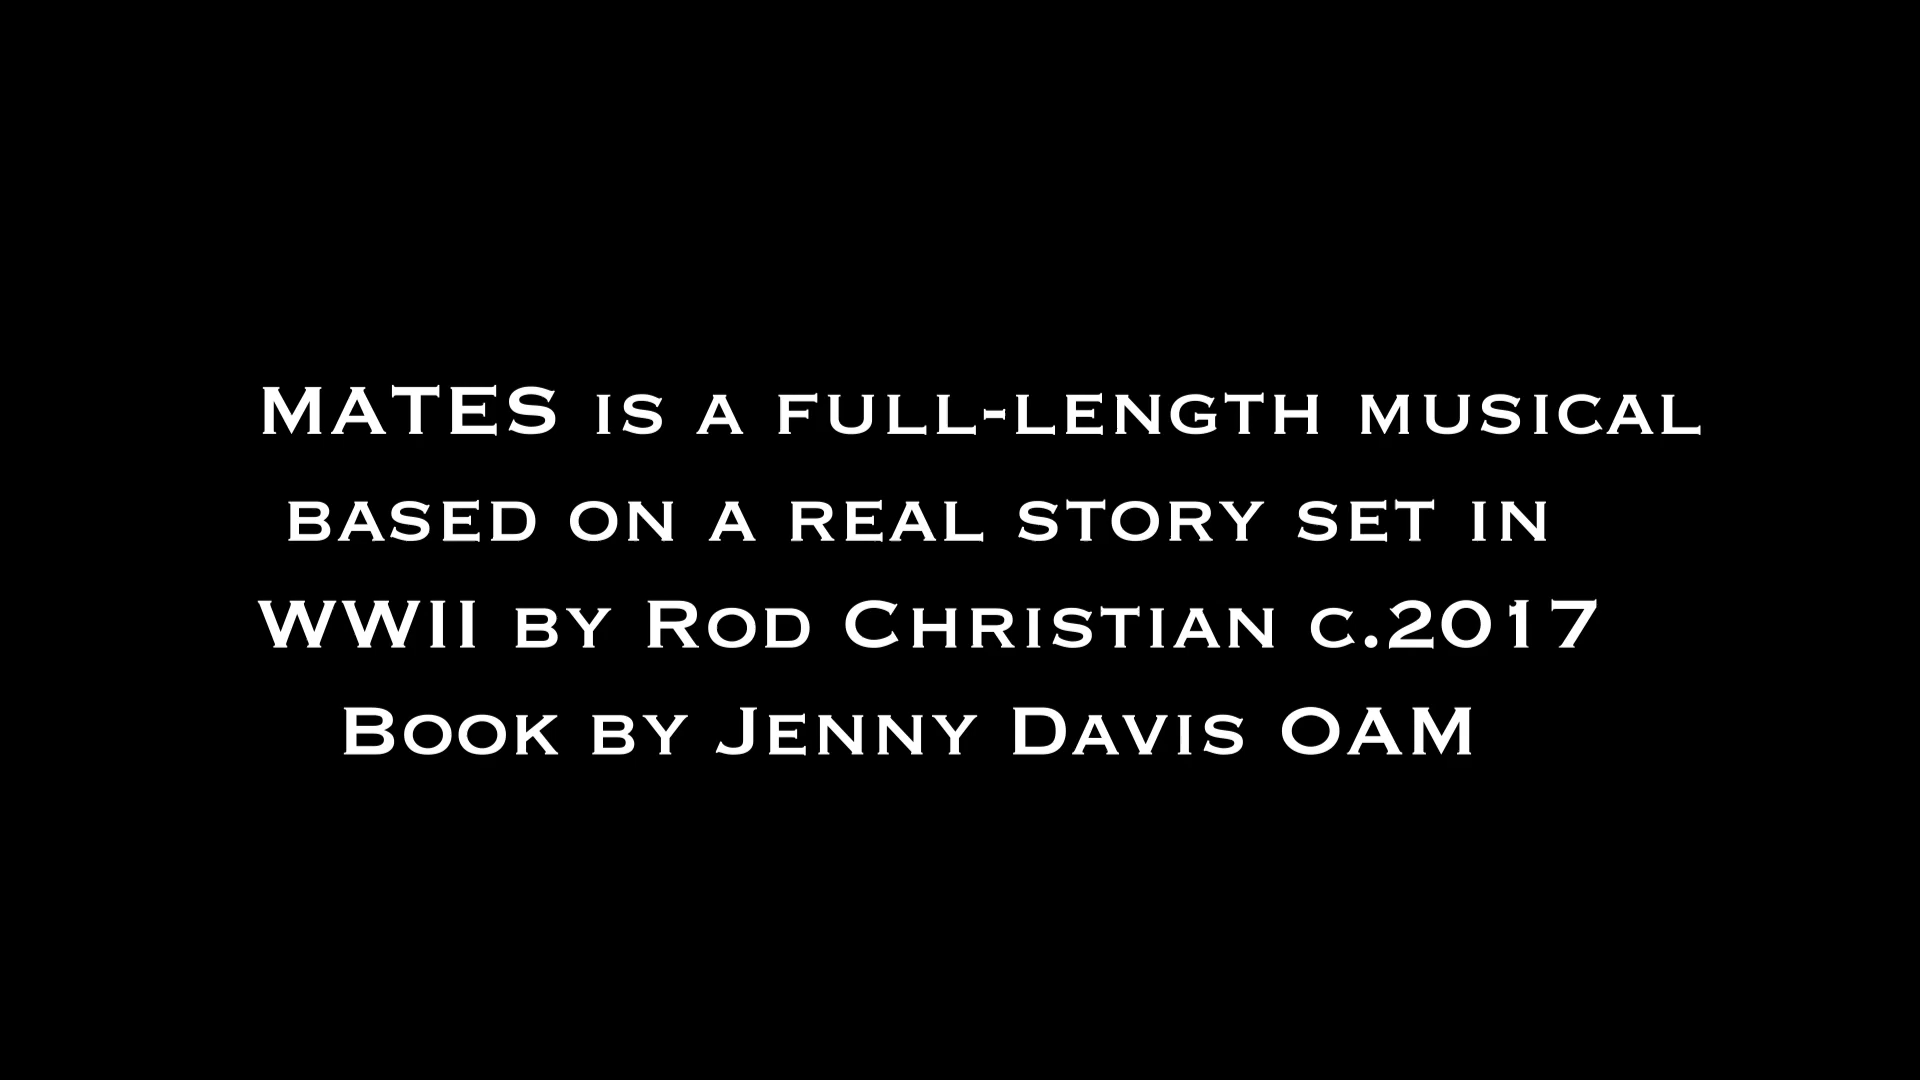 MATES is a full-length musical
based on a real story set in
WWII by Rod Christian c.2017
Book by Jenny Davis OAM